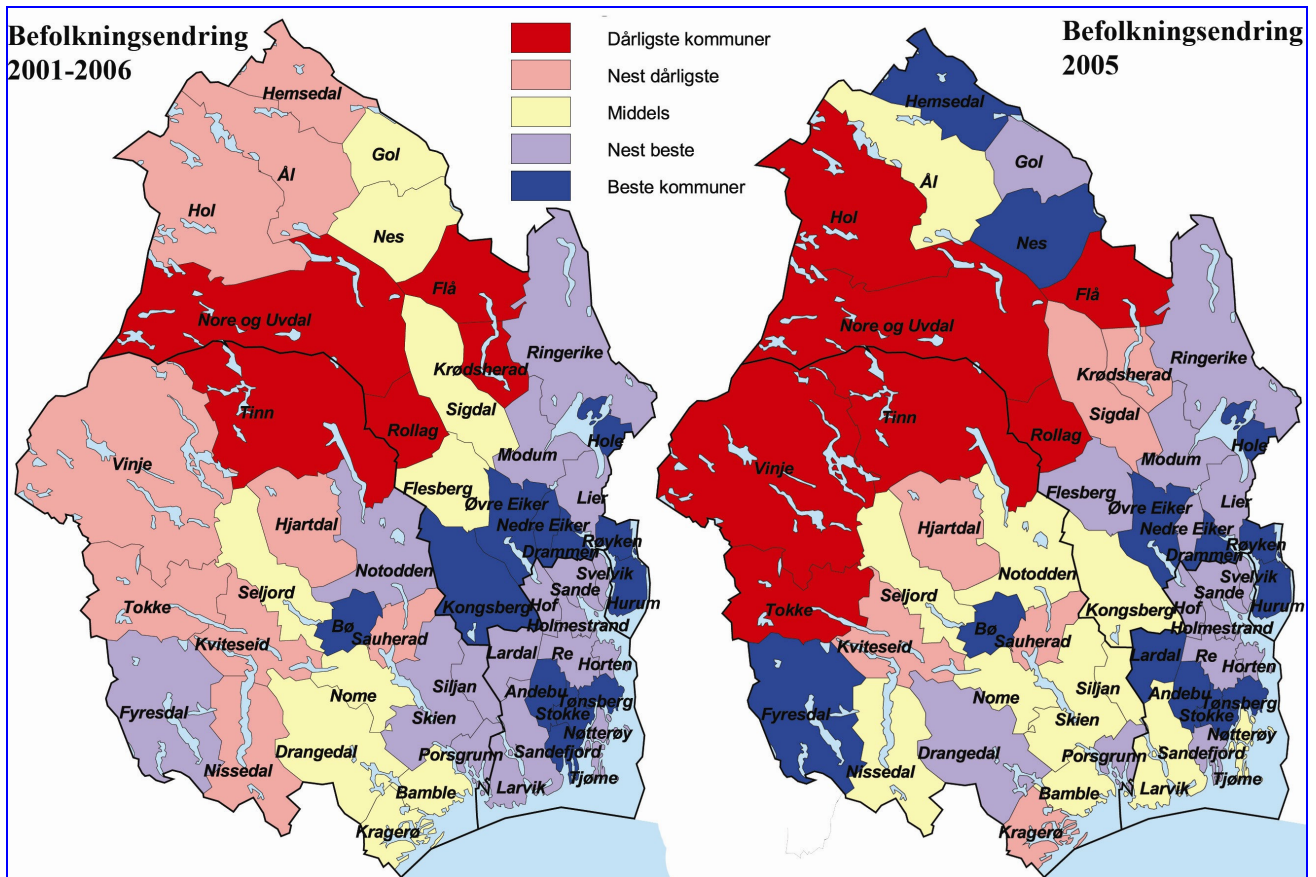 Befolkningsendring
2001-2006
Dårligste kommuner
Nest dårligste
Middels
Nest beste
Beste kommuner
Befolkningsendring
2005
Hemsedal
Gol
Ål
Hol
Nes
Flå
Nore og Uvdal
Ringerike
Krødsherad
Sigdal
Tinn
Rollag
Hole
Modum
Vinje
Flesberg
Øvre Eiker
Lier
Nedre Eiker
Hjartdal
Drammen
Røyken
Svelvik
Notodden
Sande
Seljord
Hof
Hurum
Tokke
Kongsberg
Bø
Holmestrand
Sauherad
Kviteseid
Lardal
Re
Horten
Nome
Siljan
Andebu
Tønsberg
Fyresdal
Stokke
Skien
Nøtterøy
Drangedal
Porsgrunn
Sandefjord
Nissedal
Tjøme
Bamble
Larvik
Kragerø
Hemsedal
Gol
Ål
Hol
Nes
Flå
Nore og Uvdal
Ringerike
Krødsherad
Sigdal
Tinn
Rollag
Hole
Modum
Vinje
Flesberg
Øvre Eiker
Lier
Nedre Eiker
Hjartdal
Drammen
Røyken
Svelvik
Notodden
Sande
Seljord
Hof
Hurum
Tokke
Kongsberg
Bø
Holmestrand
Sauherad
Kviteseid
Lardal
Re
Horten
Nome
Siljan
Andebu
Tønsberg
Fyresdal
Stokke
Skien
Nøtterøy
Drangedal
Porsgrunn
Sandefjord
Nissedal
Tjøme
Bamble
Larvik
Kragerø